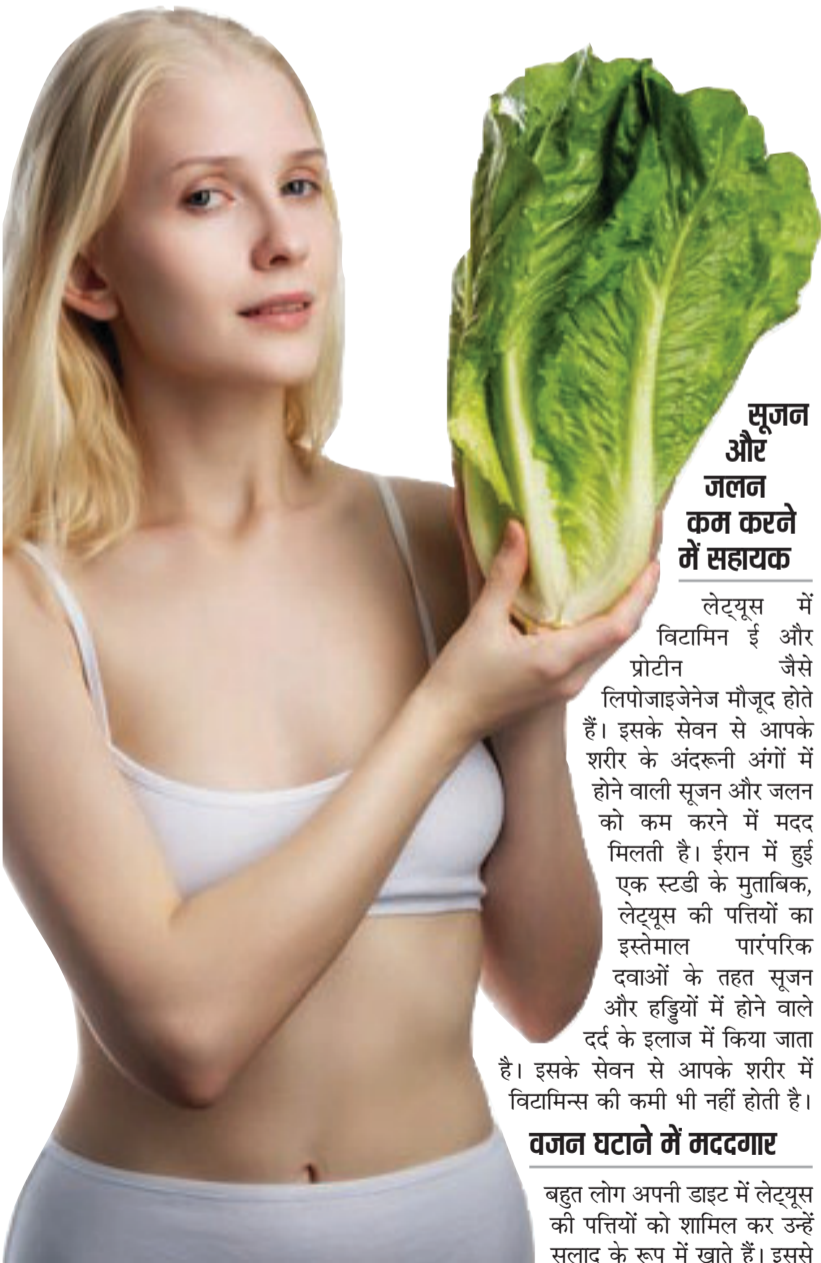 सूजन
और
जलन
कम करने
में सहायक
लेट्यूस में
विटामिन ई और
प्रोटीन जैसे
लिपोजाइजेनेज मौजूद होते
हैं। इसके सेवन से आपके
शरीर के अंदरूनी अंगों में
होने वाली सूजन और जलन
को कम करने में मदद
मिलती है। ईरान में हुई
एक स्टडी के मुताबिक,
लेट्यूस की पत्तियों का
इस्तेमाल पारंपरिक
दवाओं के तहत सूजन
और हड्डियों में होने वाले
दर्द के इलाज में किया जाता
है। इसके सेवन से आपके शरीर में
विटामिन्स की कमी भी नहीं होती है।
वजन घटाने में मददगार
बहुत लोग अपनी डाइट में लेट्यूस
की पत्तियों को शामिल कर उन्हें
सलाद के रूप में खाते हैं। इससे